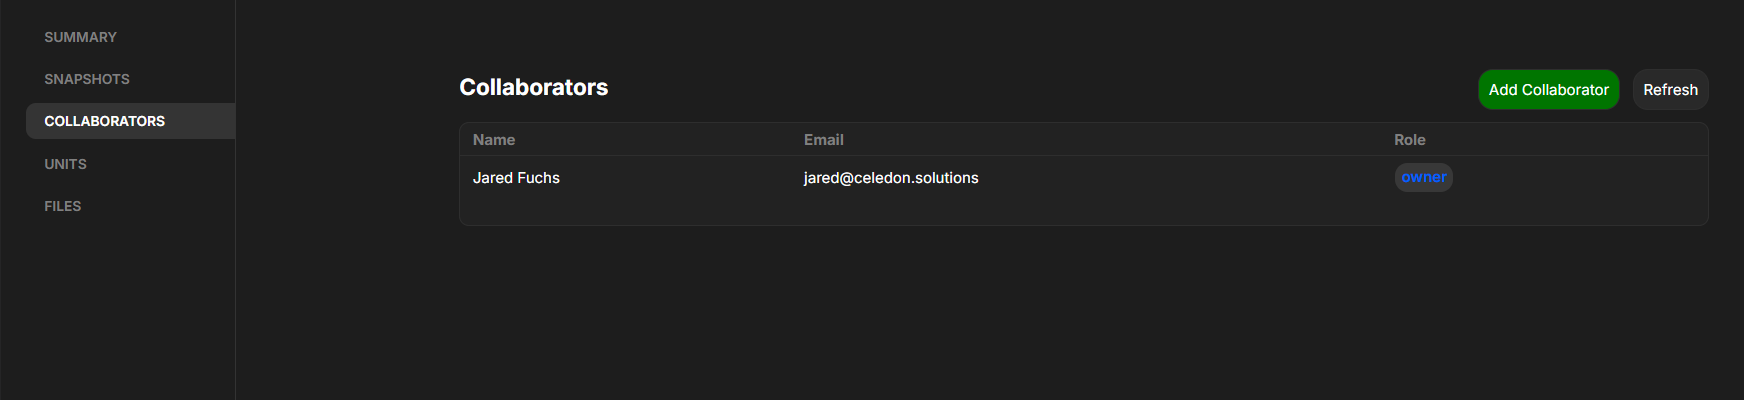 SUMMARY
SNAPSHOTS
COLLABORATORS
UNITS
FILES
Collaborators
Add Collaborator
Refresh
Name Email Role
Jared Fuchs jared@celedon.solutions owner